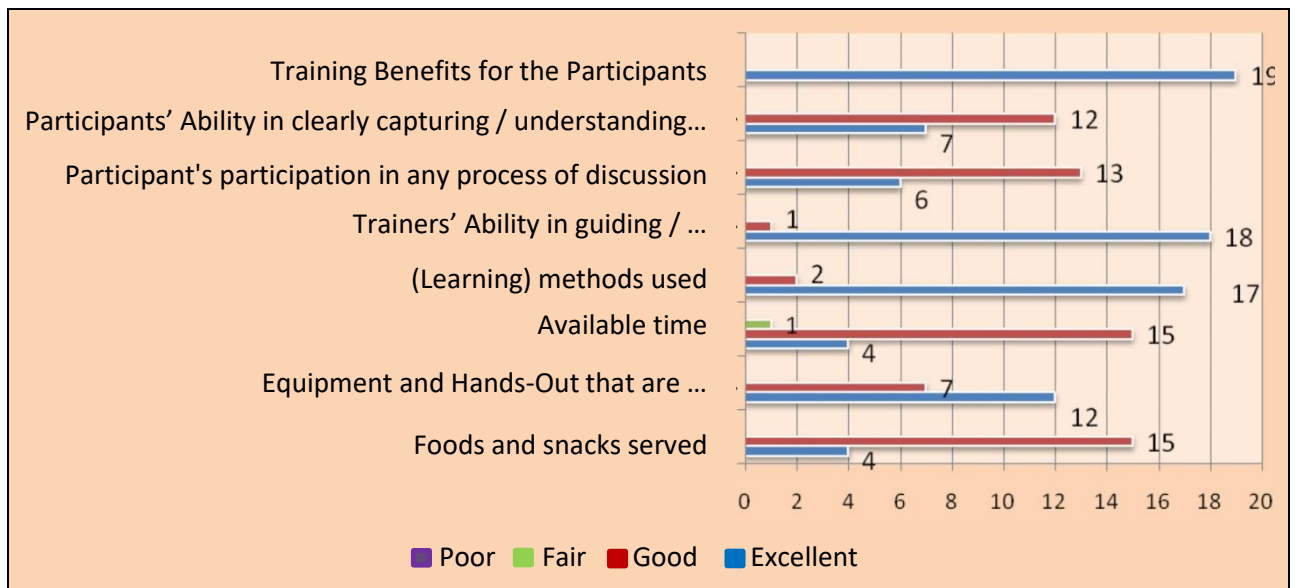 Training Benefits for the Participants
19
Participants’ Ability in clearly capturing / understanding…
12
7
Participant's participation in any process of discussion
13
6
Trainers’ Ability in guiding / …
1
18
(Learning) methods used
2
17
Available time
1
15
4
Equipment and Hands-Out that are …
7
12
Foods and snacks served
15
4
0 2 4 6 8 10 12 14 16 18 20
Poor Fair Good Excellent